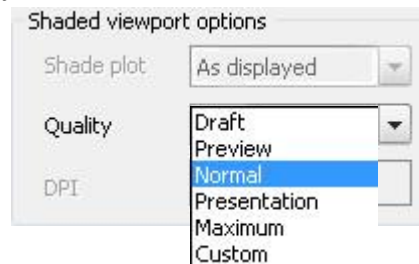 Shaded viewport options
Shade plot As displayed
Quality Draft
Preview
Normal
DPI
Presentation
Maximum
Custom